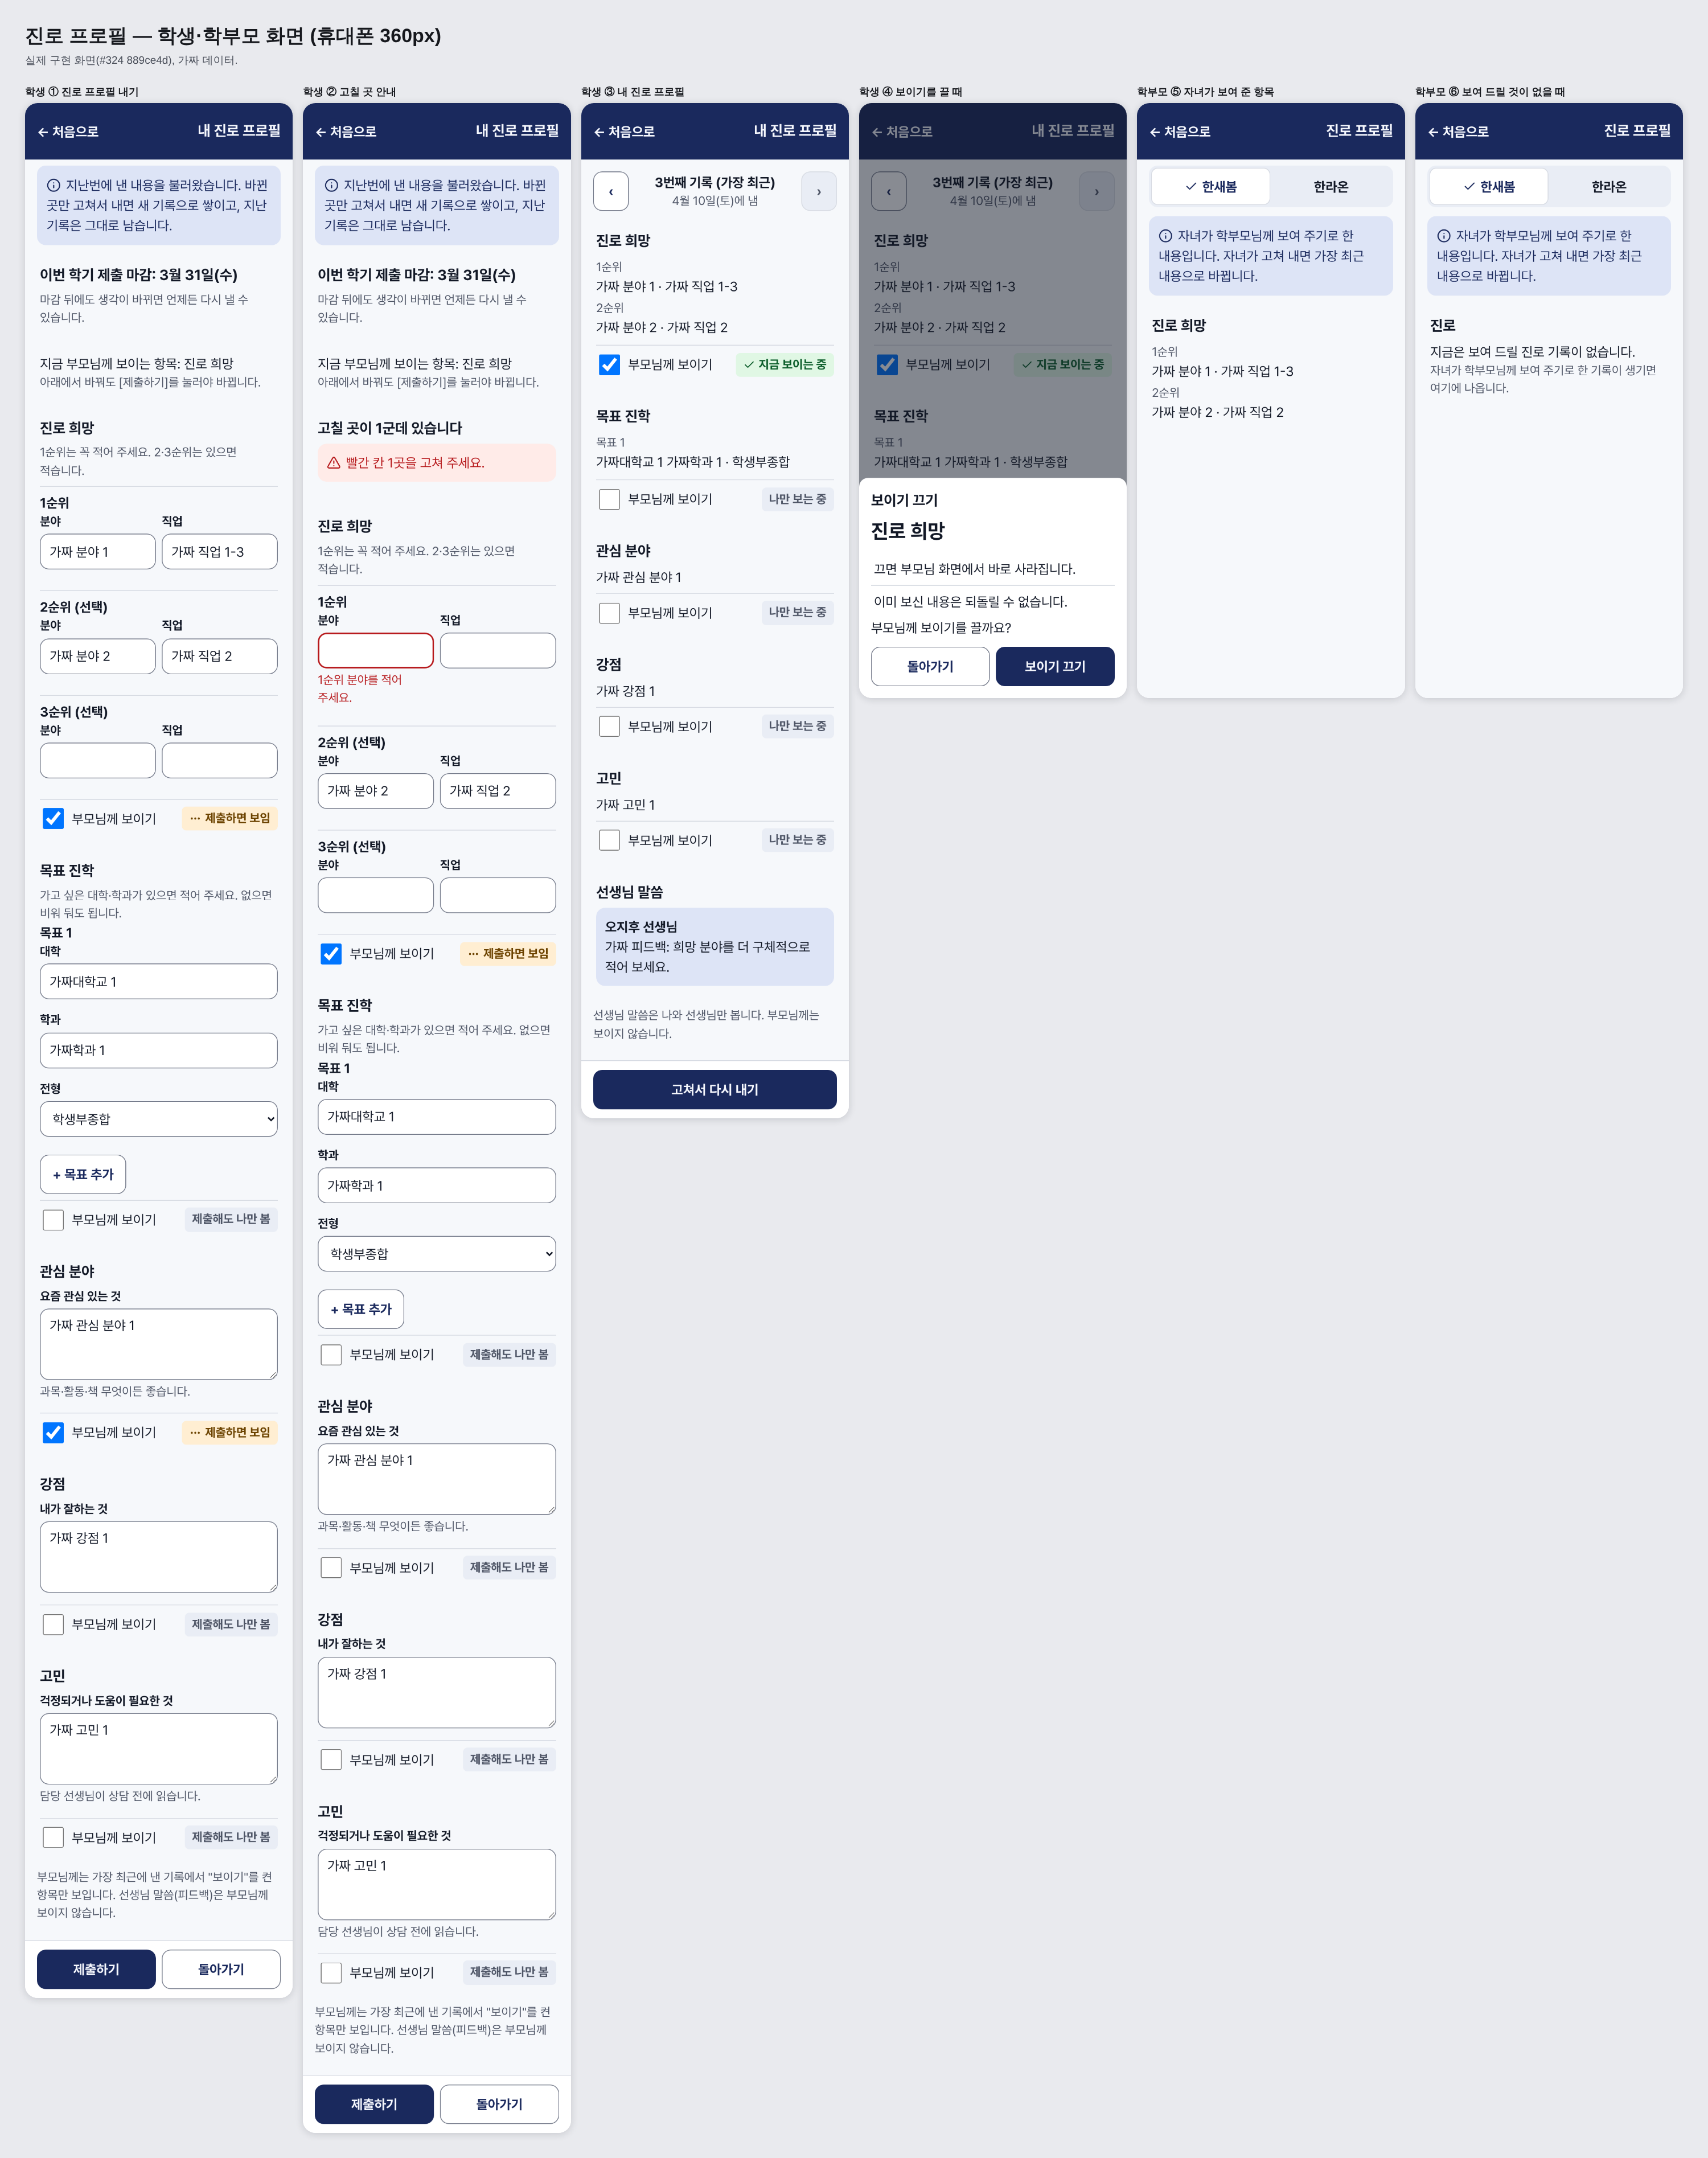 진로 프로필 — 학생·학부모 화면 (휴대폰 360px)
실제 구현 화면(#324 889ce4d), 가짜 데이터.
학생 ① 진로 프로필 내기
← 처음으로
내 진로 프로필
지난번에 낸 내용을 불러왔습니다. 바뀐
곳만 고쳐서 내면 새 기록으로 쌓이고, 지난
기록은 그대로 남습니다.
이번 학기 제출 마감: 3월 31일(수)
마감 뒤에도 생각이 바뀌면 언제든 다시 낼 수
있습니다.
지금 부모님께 보이는 항목: 진로 희망
아래에서 바꿔도 [제출하기]를 눌러야 바뀝니다.
진로 희망
1순위는 꼭 적어 주세요. 2·3순위는 있으면
적습니다.
1순위
분야
직업
가짜 분야 1
가짜 직업 1-3
2순위 (선택)
분야
직업
가짜 분야 2
가짜 직업 2
3순위 (선택)
분야
직업
부모님께 보이기
··· 제출하면 보임
목표 진학
가고 싶은 대학·학과가 있으면 적어 주세요. 없으면
비워 둬도 됩니다.
목표 1
대학
가짜대학교 1
학과
가짜학과 1
전형
학생부종합
+ 목표 추가
부모님께 보이기
제출해도 나만 봄
관심 분야
요즘 관심 있는 것
가짜 관심 분야 1
과목·활동·책 무엇이든 좋습니다.
부모님께 보이기
··· 제출하면 보임
강점
내가 잘하는 것
가짜 강점 1
부모님께 보이기
제출해도 나만 봄
고민
걱정되거나 도움이 필요한 것
가짜 고민 1
담당 선생님이 상담 전에 읽습니다.
부모님께 보이기
제출해도 나만 봄
부모님께는 가장 최근에 낸 기록에서 "보이기"를 켠
항목만 보입니다. 선생님 말씀(피드백)은 부모님께
보이지 않습니다.
제출하기
돌아가기
학생 ② 고칠 곳 안내
← 처음으로
내 진로 프로필
지난번에 낸 내용을 불러왔습니다. 바뀐
곳만 고쳐서 내면 새 기록으로 쌓이고, 지난
기록은 그대로 남습니다.
이번 학기 제출 마감: 3월 31일(수)
마감 뒤에도 생각이 바뀌면 언제든 다시 낼 수
있습니다.
지금 부모님께 보이는 항목: 진로 희망
아래에서 바꿔도 [제출하기]를 눌러야 바뀝니다.
고칠 곳이 1군데 있습니다
빨간 칸 1곳을 고쳐 주세요.
진로 희망
1순위는 꼭 적어 주세요. 2·3순위는 있으면
적습니다.
1순위
분야
직업
1순위 분야를 적어
주세요.
2순위 (선택)
분야
직업
가짜 분야 2
가짜 직업 2
3순위 (선택)
분야
직업
부모님께 보이기
··· 제출하면 보임
목표 진학
가고 싶은 대학·학과가 있으면 적어 주세요. 없으면
비워 둬도 됩니다.
목표 1
대학
가짜대학교 1
학과
가짜학과 1
전형
학생부종합
+ 목표 추가
부모님께 보이기
제출해도 나만 봄
관심 분야
요즘 관심 있는 것
가짜 관심 분야 1
과목·활동·책 무엇이든 좋습니다.
부모님께 보이기
제출해도 나만 봄
강점
내가 잘하는 것
가짜 강점 1
부모님께 보이기
제출해도 나만 봄
고민
걱정되거나 도움이 필요한 것
가짜 고민 1
담당 선생님이 상담 전에 읽습니다.
부모님께 보이기
제출해도 나만 봄
부모님께는 가장 최근에 낸 기록에서 "보이기"를 켠
항목만 보입니다. 선생님 말씀(피드백)은 부모님께
보이지 않습니다.
제출하기
돌아가기
학생 ③ 내 진로 프로필
← 처음으로
내 진로 프로필
‹
3번째 기록 (가장 최근)
4월 10일(토)에 냄
›
진로 희망
1순위
가짜 분야 1 · 가짜 직업 1-3
2순위
가짜 분야 2 · 가짜 직업 2
부모님께 보이기
지금 보이는 중
목표 진학
목표 1
가짜대학교 1 가짜학과 1 · 학생부종합
부모님께 보이기
나만 보는 중
관심 분야
가짜 관심 분야 1
부모님께 보이기
나만 보는 중
강점
가짜 강점 1
부모님께 보이기
나만 보는 중
고민
가짜 고민 1
부모님께 보이기
나만 보는 중
선생님 말씀
오지후 선생님
가짜 피드백: 희망 분야를 더 구체적으로
적어 보세요.
선생님 말씀은 나와 선생님만 봅니다. 부모님께는
보이지 않습니다.
고쳐서 다시 내기
학생 ④ 보이기를 끌 때
← 처음으로
내 진로 프로필
‹
3번째 기록 (가장 최근)
4월 10일(토)에 냄
›
진로 희망
1순위
가짜 분야 1 · 가짜 직업 1-3
2순위
가짜 분야 2 · 가짜 직업 2
부모님께 보이기
지금 보이는 중
목표 진학
목표 1
가짜대학교 1 가짜학과 1 · 학생부종합
보이기 끄기
진로 희망
끄면 부모님 화면에서 바로 사라집니다.
이미 보신 내용은 되돌릴 수 없습니다.
부모님께 보이기를 끌까요?
돌아가기
보이기 끄기
학부모 ⑤ 자녀가 보여 준 항목
← 처음으로
진로 프로필
한새봄
한라온
자녀가 학부모님께 보여 주기로 한
내용입니다. 자녀가 고쳐 내면 가장 최근
내용으로 바뀝니다.
진로 희망
1순위
가짜 분야 1 · 가짜 직업 1-3
2순위
가짜 분야 2 · 가짜 직업 2
학부모 ⑥ 보여 드릴 것이 없을 때
← 처음으로
진로 프로필
한새봄
한라온
자녀가 학부모님께 보여 주기로 한
내용입니다. 자녀가 고쳐 내면 가장 최근
내용으로 바뀝니다.
진로
지금은 보여 드릴 진로 기록이 없습니다.
자녀가 학부모님께 보여 주기로 한 기록이 생기면
여기에 나옵니다.